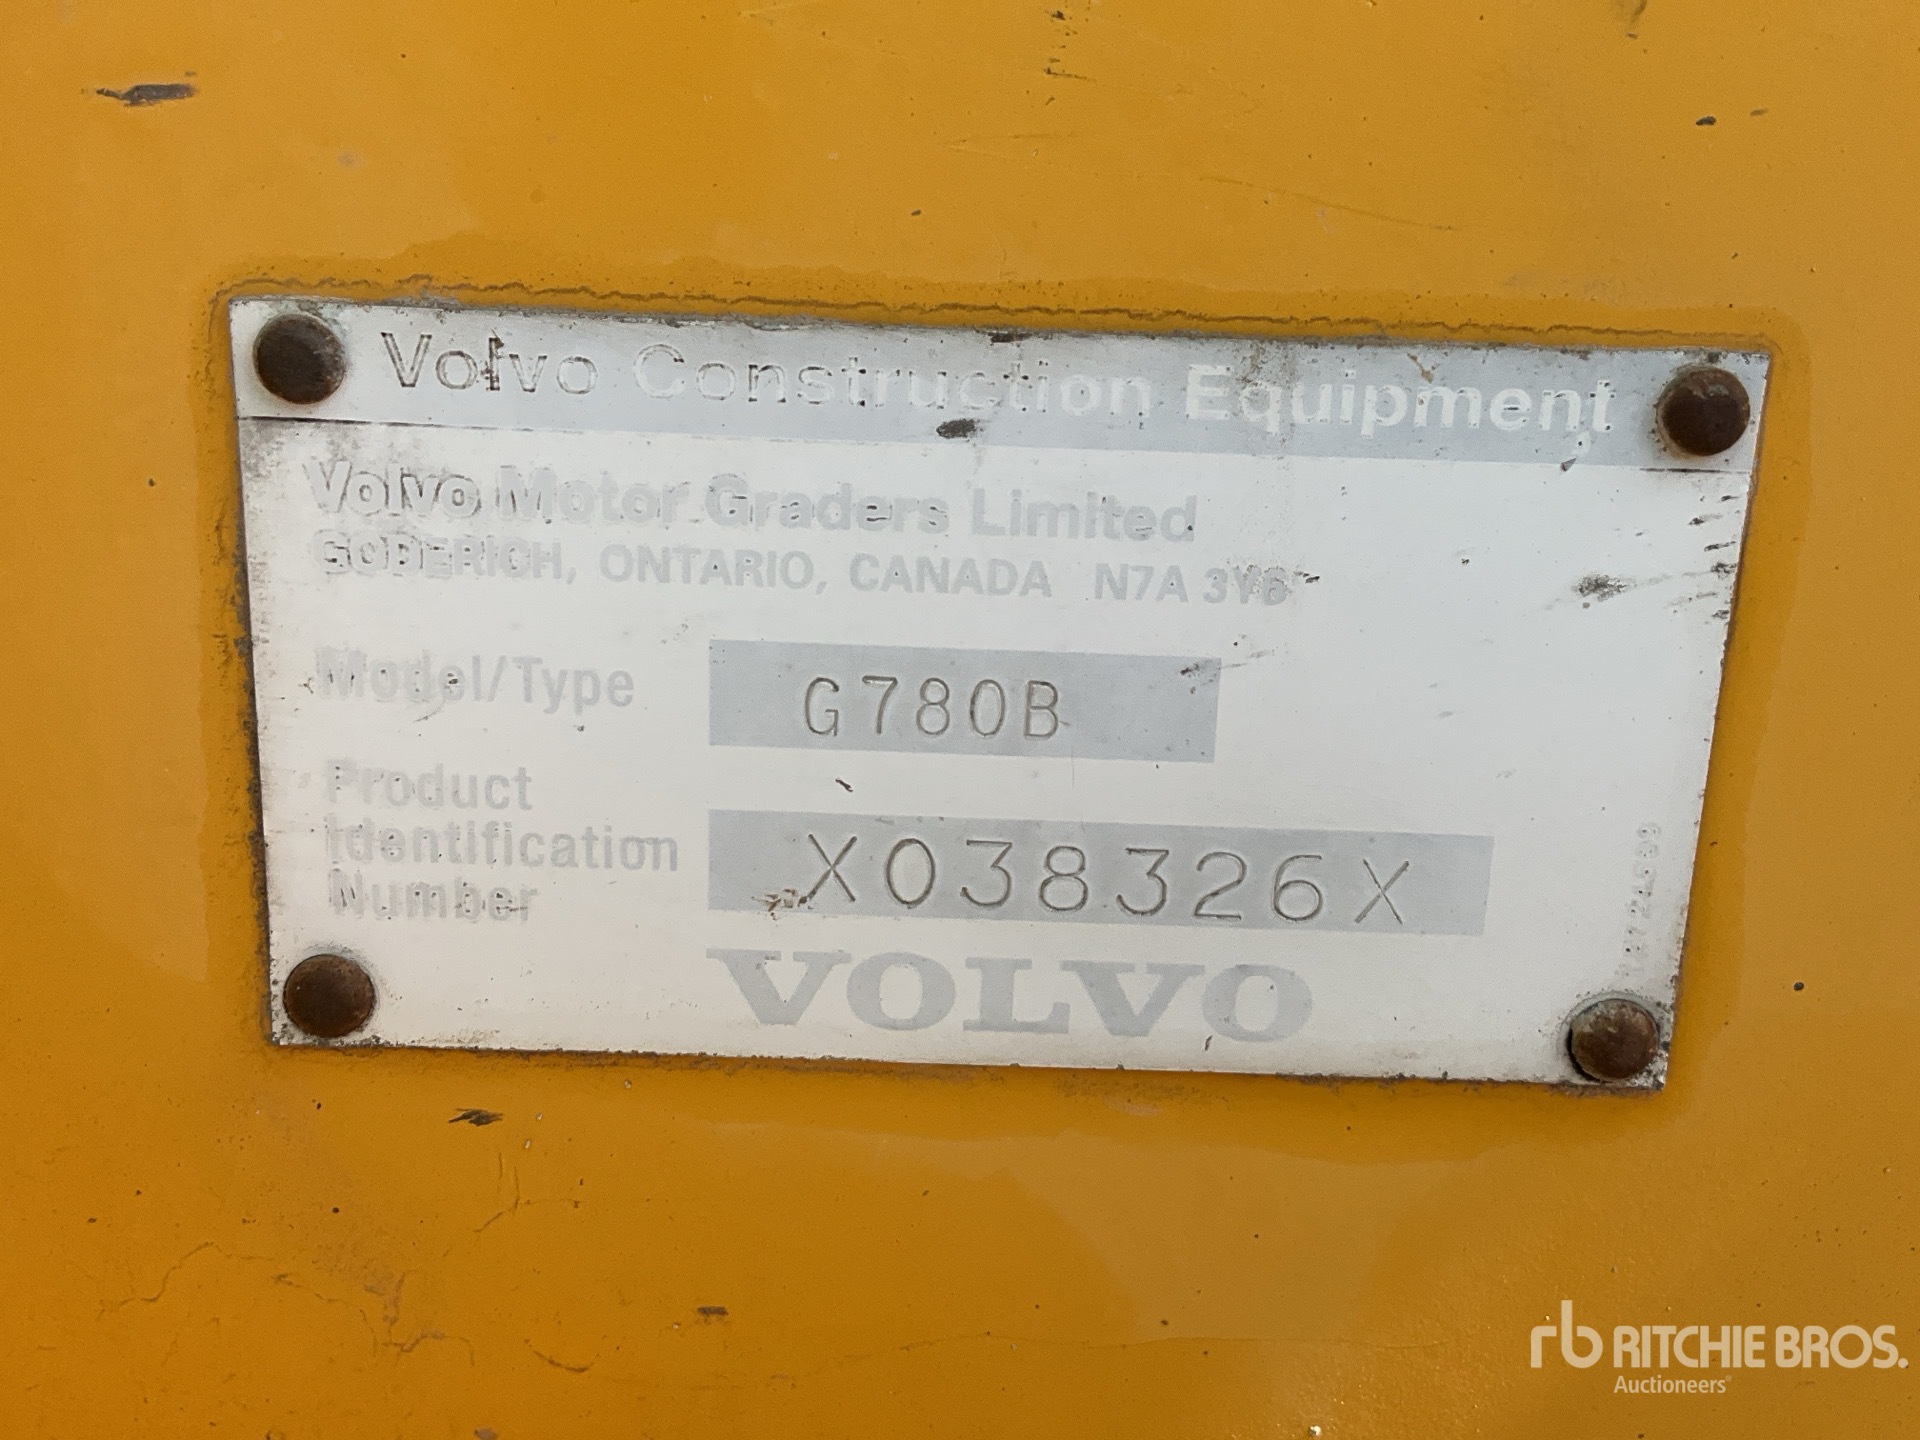 Volvo Construction Equipment
Volvo Motor Graders Limited
GODERICH, ONTARIO, CANADA N7A 3Y6
Model/Type G780B
Product
Identification
Number
X038326X
VOLVO
rb RITCHIE BROS.
Auctioneers